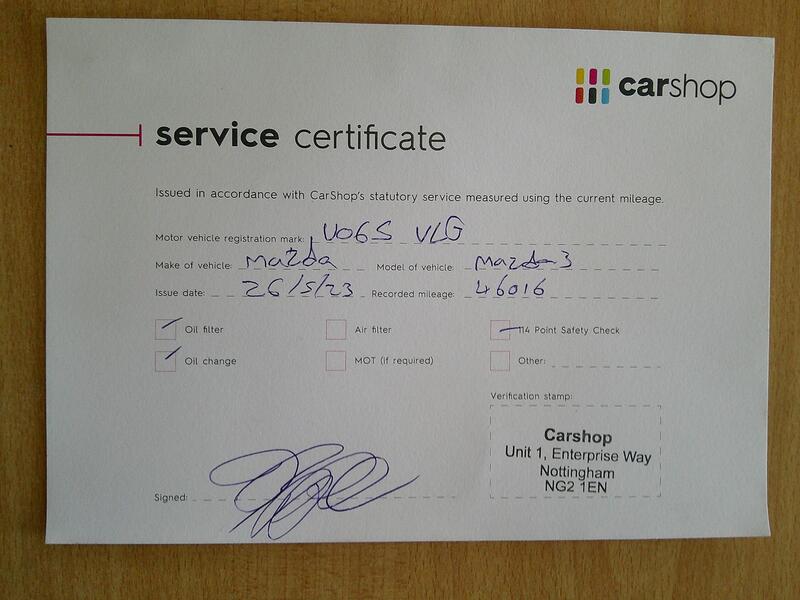 carshop
service certificate
Issued in accordance with CarShop's statutory service measured using the current mileage.
Motor vehicle registration mark: VO65 VLG
Make of vehicle: Mazda Model of vehicle: Mazda 3
Issue date: 26/5/23 Recorded mileage: 46016
Oil filter Air filter 114 Point Safety Check
Oil change MOT (if required) Other:
Verification stamp:
Carshop
Unit 1, Enterprise Way
Nottingham
NG2 1EN
Signed: